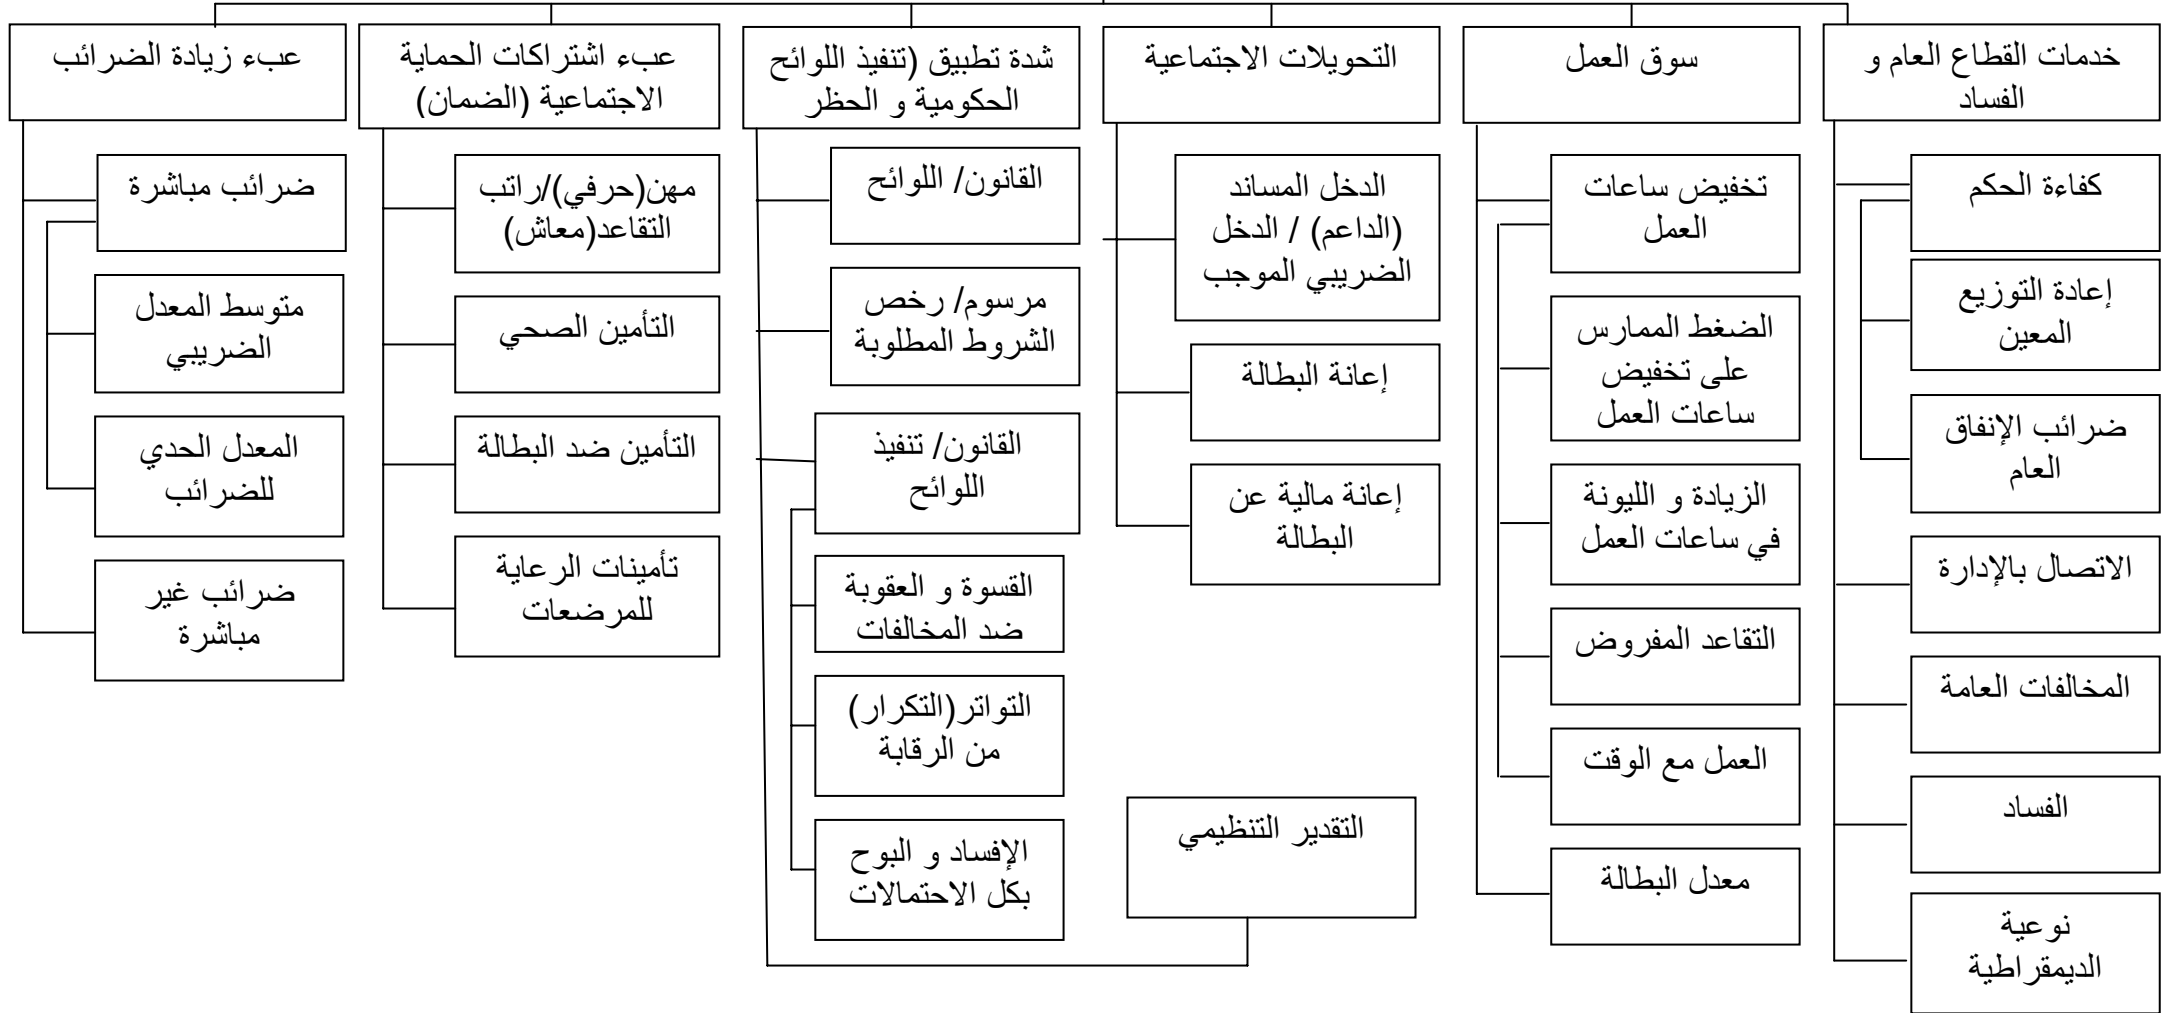 خدمات القطاع العام و
الفساد
سوق العمل
التحويلات الاجتماعية
شدة تطبيق (تنفيذ اللوائح
الحكومية و الحظر
عبء اشتراكات الحماية
الاجتماعية (الضمان)
عبء زيادة الضرائب
كفاءة الحكم
إعادة التوزيع
المعين
ضرائب الإنفاق
العام
الاتصال بالإدارة
المخالفات العامة
الفساد
نوعية
الديمقراطية
تخفيض ساعات
العمل
الضغط الممارس
على تخفيض
ساعات العمل
الزيادة و الليونة
في ساعات العمل
التقاعد المفروض
العمل مع الوقت
معدل البطالة
الدخل المساند
(الداعم) / الدخل
الضريبي الموجب
إعانة البطالة
إعانة مالية عن
البطالة
التقدير التنظيمي
القانون/ اللوائح
مرسوم/ رخص
الشروط المطلوبة
القانون/ تنفيذ
اللوائح
القسوة و العقوبة
ضد المخالفات
التواتر(التكرار)
من الرقابة
الإفساد و البوح
بكل الاحتمالات
مهن(حرفي)/راتب
التقاعد(معاش)
التأمين الصحي
التأمين ضد البطالة
تأمينات الرعاية
للمرضعات
ضرائب مباشرة
متوسط المعدل
الضريبي
المعدل الحدي
للضرائب
ضرائب غير
مباشرة